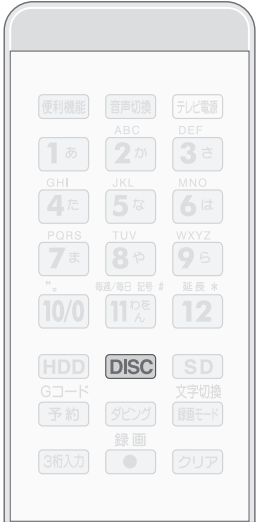 便利機能 音声切換 テレビ電源
ABC DEF
1 あ 2 か 3 さ
GHI JKL MNO
4 た 5 な 6 は
PQRS TUV WXYZ
7 ま 8 や 9 ら
"。 毎週/毎日 記号 # 延長 *
10/0 11 わをん 12
HDD DISC SD
Gコード 文字切換
予約 ダビング 録画モード
録画
3桁入力 ● クリア